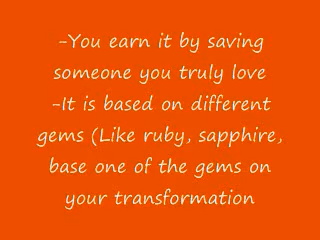 -You earn it by saving
someone you truly love
-It is based on different
gems (Like ruby, sapphire,
base one of the gems on
your transformation